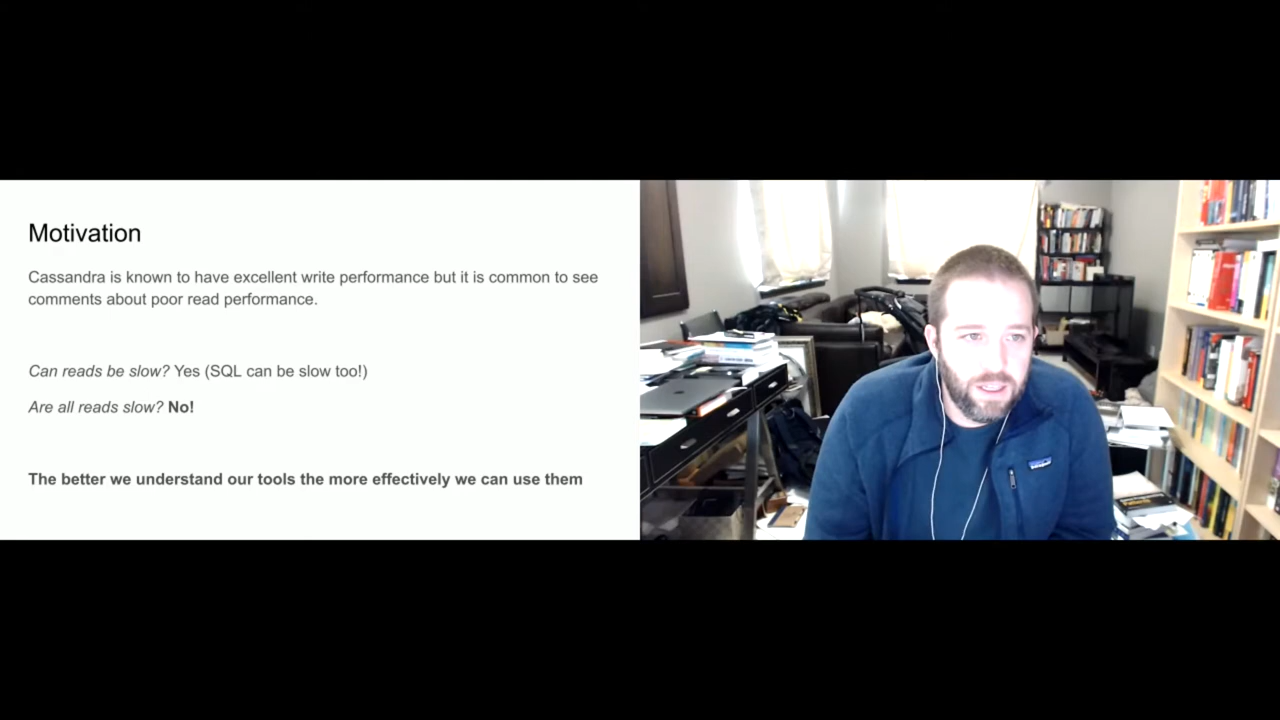 Motivation
Cassandra is known to have excellent write performance but it is common to see
comments about poor read performance.
Can reads be slow? Yes (SQL can be slow too!)
Are all reads slow? No!
The better we understand our tools the more effectively we can use them